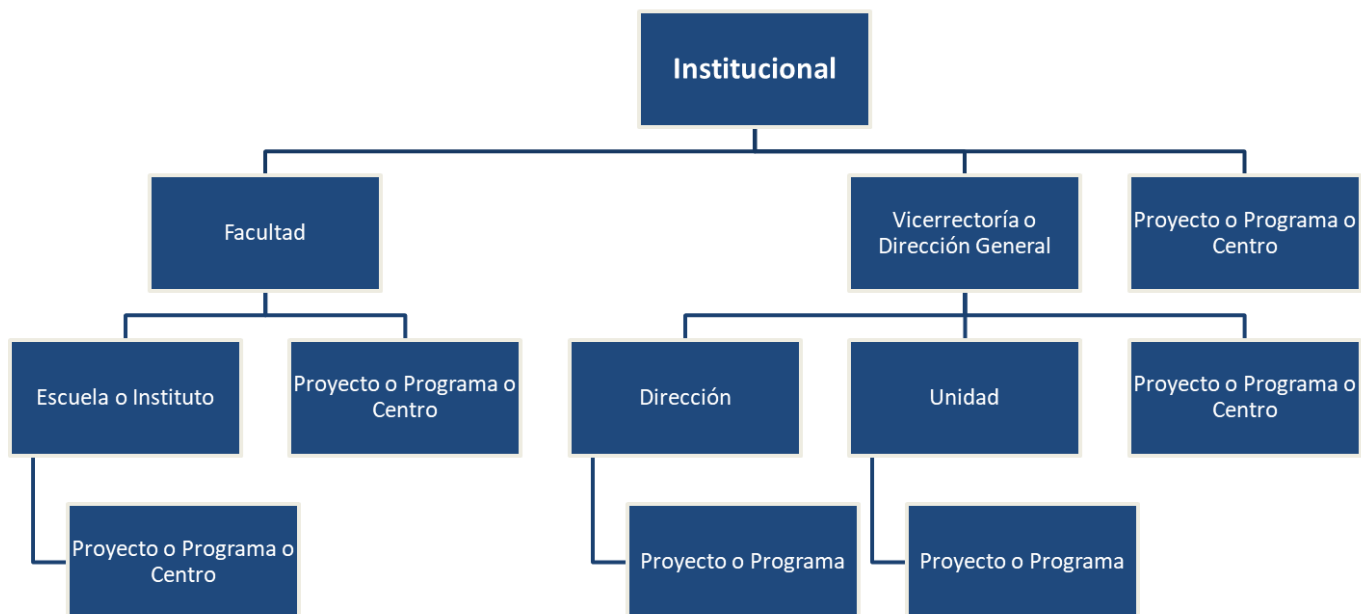 Institucional
Facultad
Vicerrectoría o
Dirección General
Proyecto o Programa o
Centro
Escuela o Instituto
Proyecto o Programa o
Centro
Dirección
Unidad
Proyecto o Programa o
Centro
Proyecto o Programa o
Centro
Proyecto o Programa
Proyecto o Programa